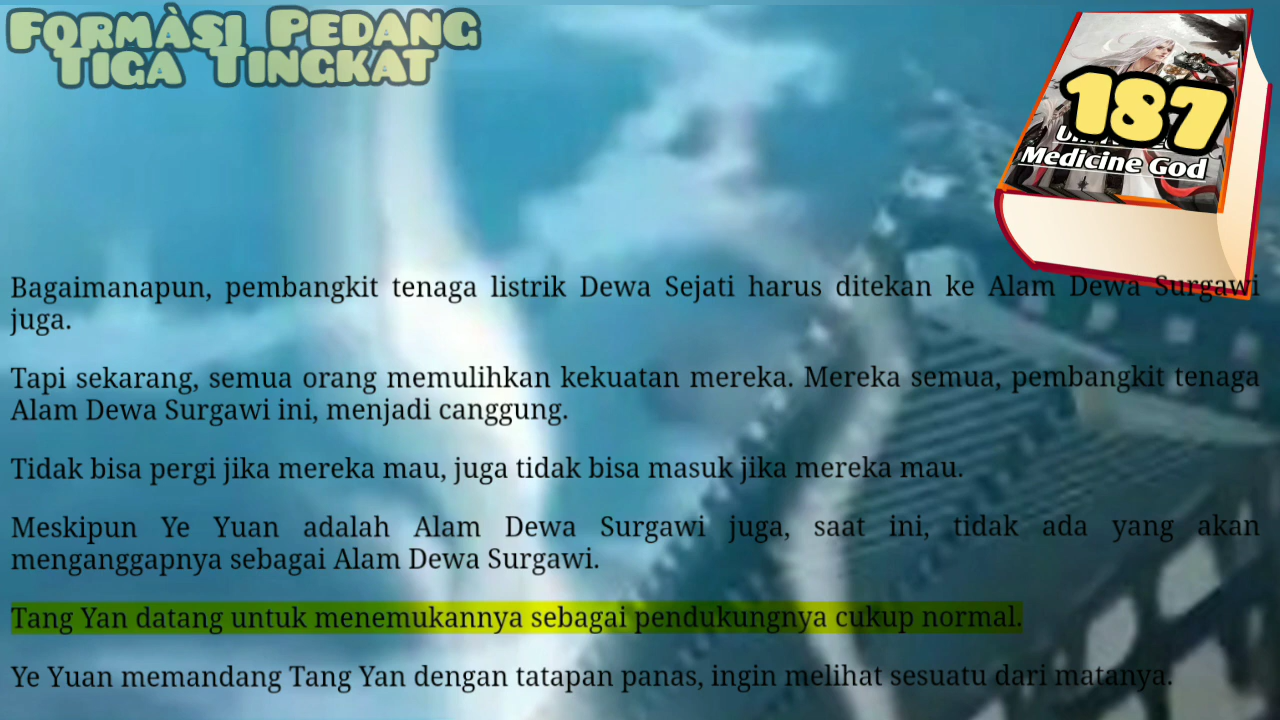 Formàsi Pedang
Tiga Tingkat
187
Medicine God
Bagaimanapun, pembangkit tenaga listrik Dewa Sejati harus ditekan ke Alam Dewa Surgawi
juga.
Tapi sekarang, semua orang memulihkan kekuatan mereka. Mereka semua, pembangkit tenaga
Alam Dewa Surgawi ini, menjadi canggung.
Tidak bisa pergi jika mereka mau, juga tidak bisa masuk jika mereka mau.
Meskipun Ye Yuan adalah Alam Dewa Surgawi juga, saat ini, tidak ada yang akan
menganggapnya sebagai Alam Dewa Surgawi.
Tang Yan datang untuk menemukannya sebagai pendukungnya cukup normal.
Ye Yuan memandang Tang Yan dengan tatapan panas, ingin melihat sesuatu dari matanya.